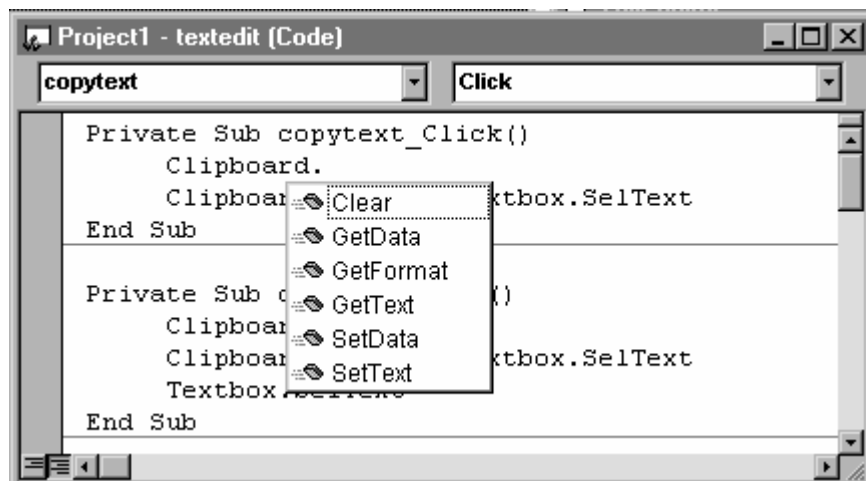 Project1 - textedit (Code)
copytext Click
Private Sub copytext_Click()
Clipboard.
Clipboar xtbox.SelText
Clear
End Sub
GetData
GetFormat
Private Sub ()
GetText
Clipboar
SetData
Clipboar xtbox.SelText
SetText
Textbox.
End Sub